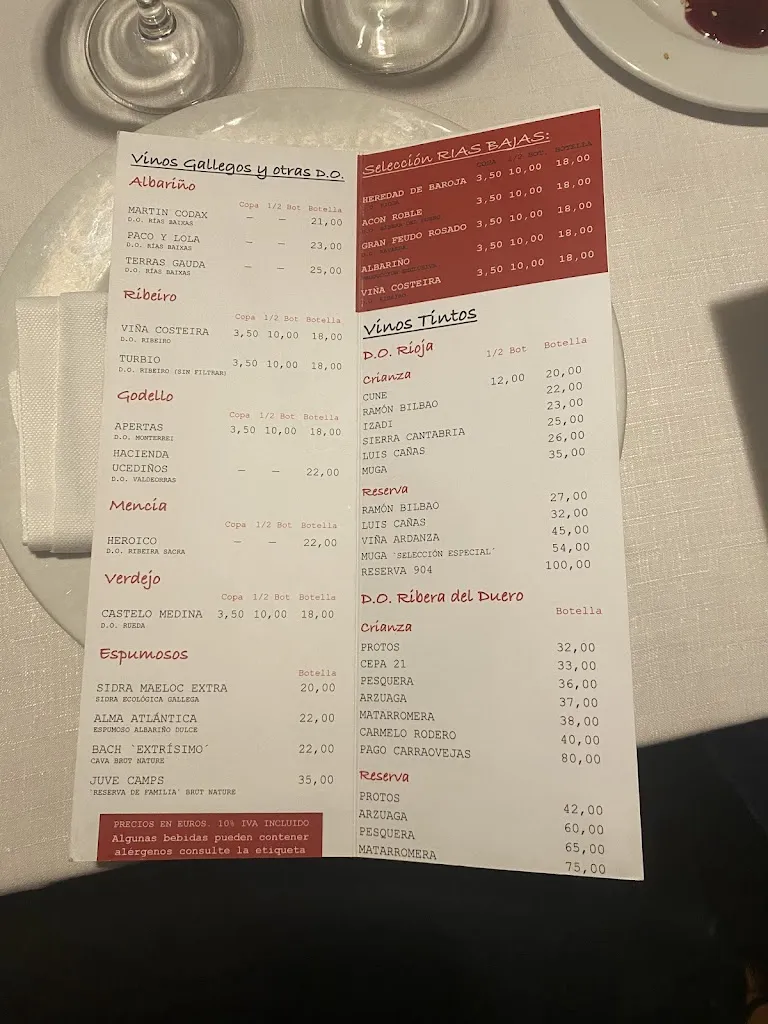 Vinos Gallegos y otras D.O.
Albariño
Copa 1/2 Bot Botella
MARTIN CODAX — — 21,00
D.O. RÍAS BAIXAS
PACO Y LOLA — — 23,00
D.O. RÍAS BAIXAS
TERRAS GAUDA — — 25,00
D.O. RÍAS BAIXAS
Ribeiro
Copa 1/2 Bot Botella
VIÑA COSTEIRA 3,50 10,00 18,00
D.O. RIBEIRO
TURBIO 3,50 10,00 18,00
D.O. RIBEIRO (SIN FILTRAR)
Godello
Copa 1/2 Bot Botella
APERTAS 3,50 10,00 18,00
D.O. MONTERREI
HACIENDA
UCEDIÑOS — — 22,00
D.O. VALDEORRAS
Mencía
Copa 1/2 Bot Botella
HEROICO — — 22,00
D.O. RIBEIRA SACRA
Verdejo
Copa 1/2 Bot Botella
CASTELO MEDINA 3,50 10,00 18,00
D.O. RUEDA
Espumosos
Botella
SIDRA MAELOC EXTRA 20,00
SIDRA ECOLÓGICA GALLEGA
ALMA ATLÁNTICA 22,00
ESPUMOSO ALBARIÑO DULCE
BACH `EXTRÍSIMO´ 22,00
CAVA BRUT NATURE
JUVE CAMPS 35,00
`RESERVA DE FAMILIA´ BRUT NATURE
PRECIOS EN EUROS. 10% IVA INCLUIDO
Algunas bebidas pueden contener
alérgenos consulte la etiqueta
Selección RIAS BAJAS:
COPA 1/2 BOT. BOTELLA
HEREDAD DE BAROJA 3,50 10,00 18,00
ACON ROBLE 3,50 10,00 18,00
GRAN FEUDO ROSADO 3,50 10,00 18,00
ALBARIÑO 3,50 10,00 18,00
VIÑA COSTEIRA 3,50 10,00 18,00
Vinos Tintos
D.O. Rioja
1/2 Bot Botella
Crianza
CUNE 12,00 20,00
RAMÓN BILBAO 22,00
IZADI 23,00
SIERRA CANTABRIA 25,00
LUIS CAÑAS 26,00
MUGA 35,00
Reserva
RAMÓN BILBAO 27,00
LUIS CAÑAS 32,00
VIÑA ARDANZA 45,00
MUGA `SELECCIÓN ESPECIAL´ 54,00
RESERVA 904 100,00
D.O. Ribera del Duero
Botella
Crianza
PROTOS 32,00
CEPA 21 33,00
PESQUERA 36,00
ARZUAGA 37,00
MATARROMERA 38,00
CARMELO RODERO 40,00
PAGO CARRAOVEJAS 80,00
Reserva
PROTOS 42,00
ARZUAGA 60,00
PESQUERA 65,00
MATARROMERA 75,00